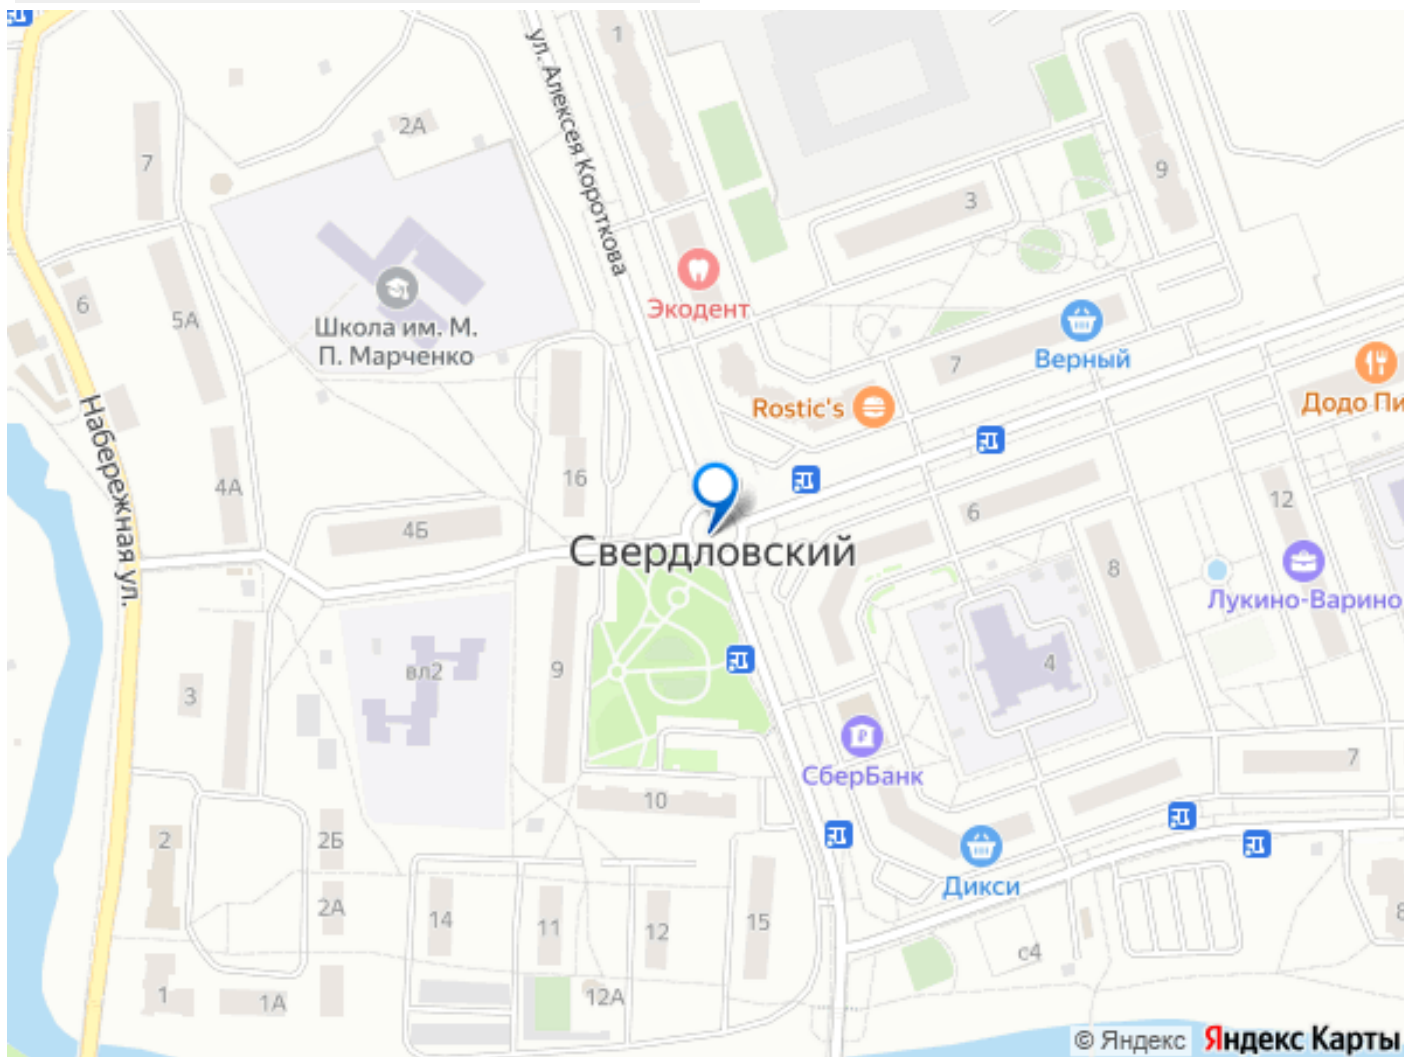 1
ул. Алексея Короткова
2А
7
9
3
Экодент
Школа им. М.
П. Марченко
6
5А
Верный
7
Rostic's
Додо Пи
Набережная ул.
4А
16
12
6
4Б
Свердловский
8
Лукино-Варино
вл2
9
4
3
СберБанк
7
10
2
2Б
Дикси
2А
14
11
12
15
8
с4
1
1А
12А
© Яндекс Яндекс Карты